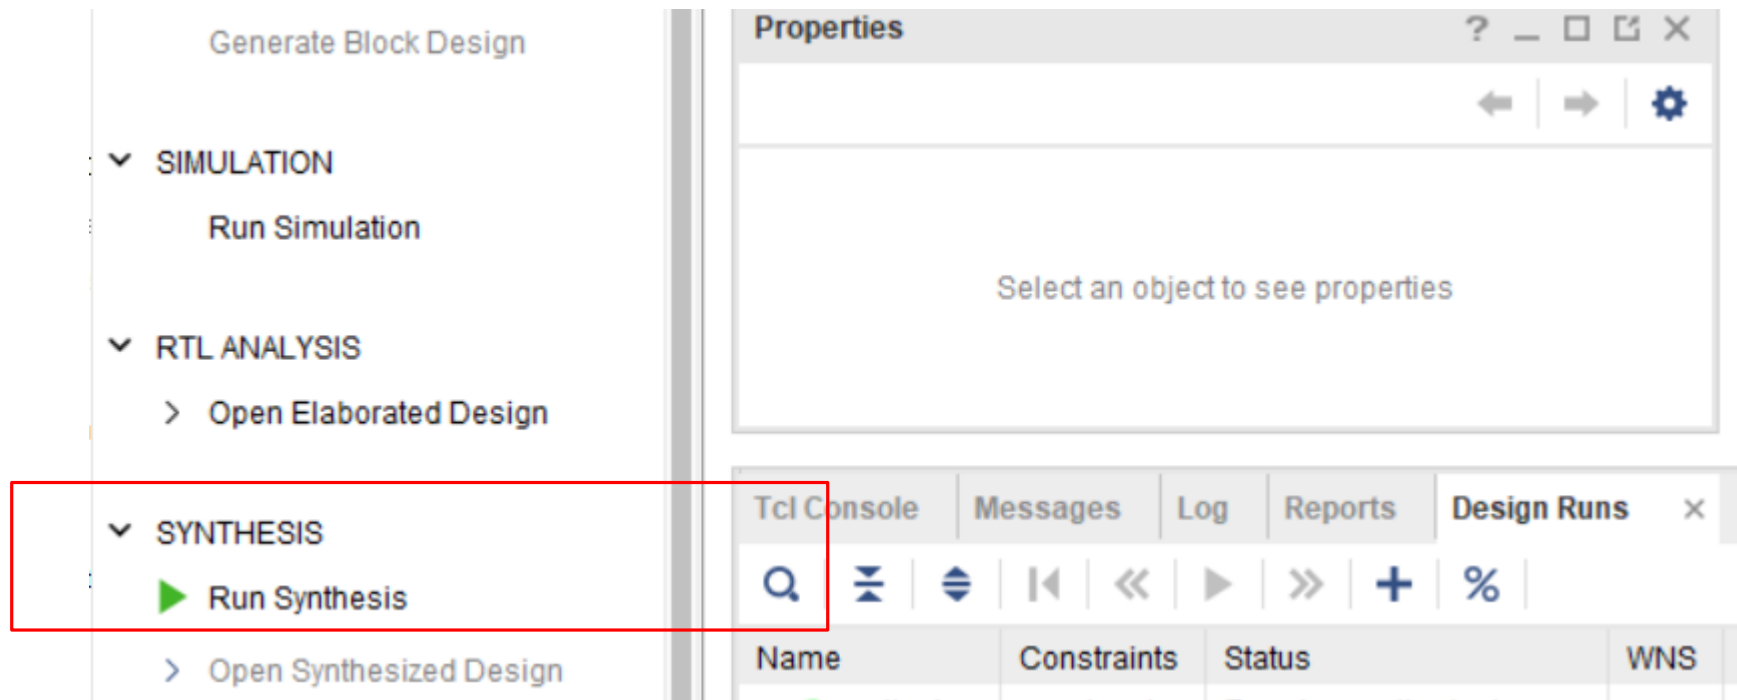 Generate Block Design
SIMULATION
Run Simulation
RTL ANALYSIS
Open Elaborated Design
SYNTHESIS
Run Synthesis
Open Synthesized Design
Properties
Select an object to see properties
Tcl Console Messages Log Reports Design Runs
Name Constraints Status WNS